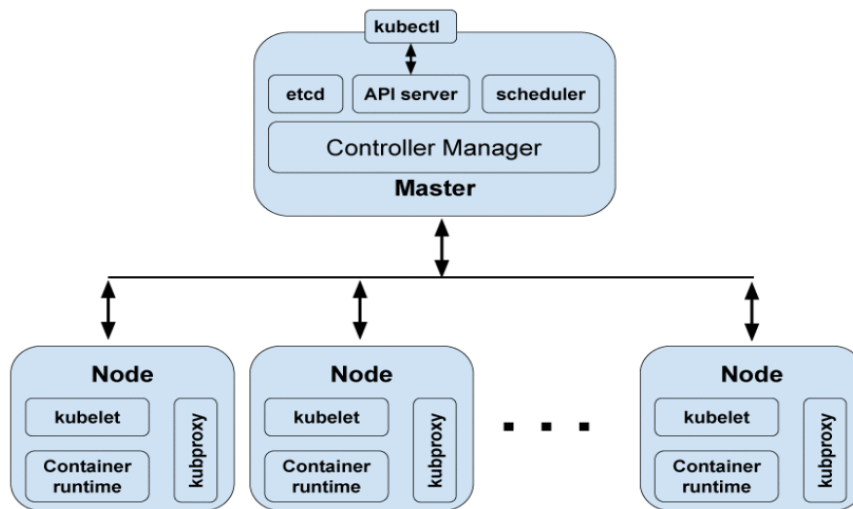 kubectl
etcd
API server
scheduler
Controller Manager
Master
Node
kubelet
Container
runtime
kubproxy
Node
kubelet
Container
runtime
kubproxy
Node
kubelet
Container
runtime
kubproxy